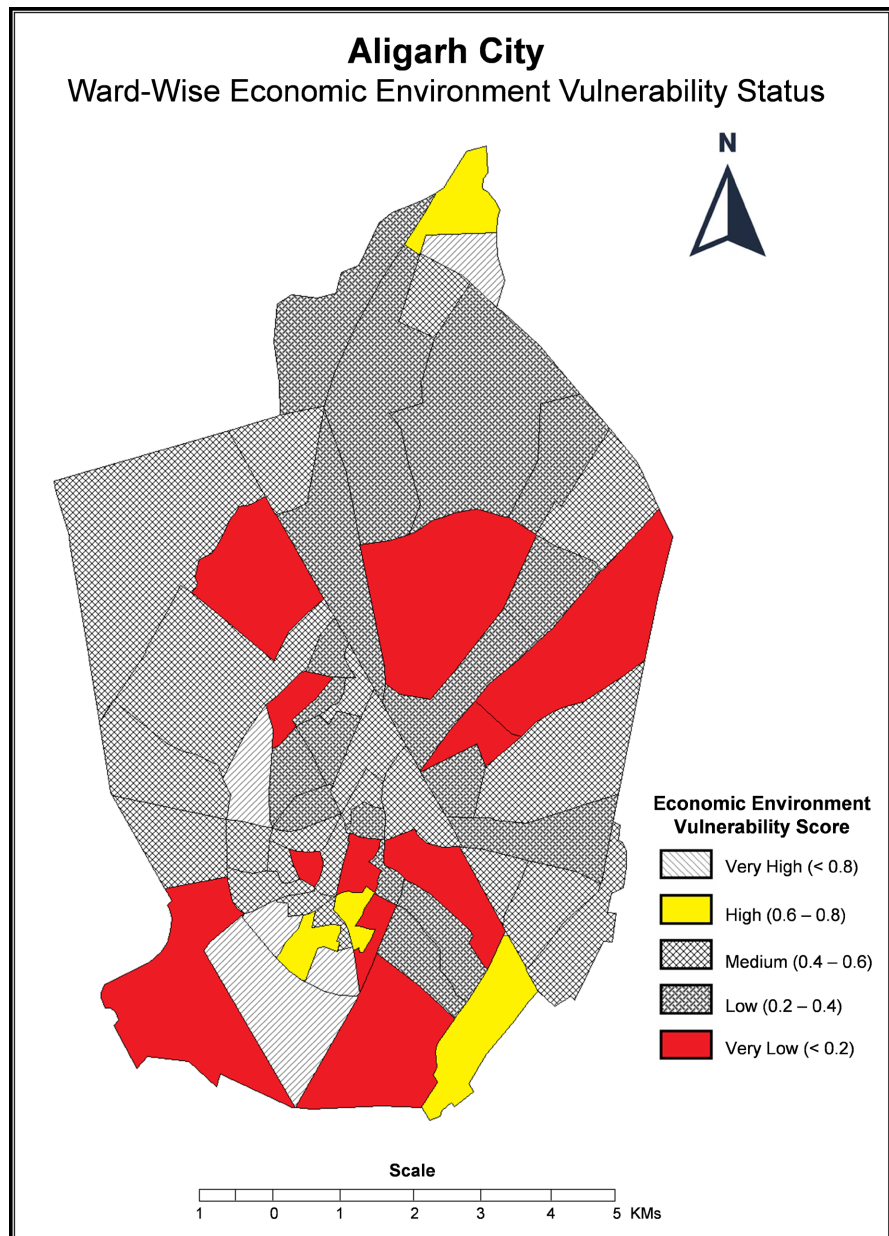 Aligarh City
Ward-Wise Economic Environment Vulnerability Status
N
Economic Environment
Vulnerability Score
Very High (< 0.8)
High (0.6 – 0.8)
Medium (0.4 – 0.6)
Low (0.2 – 0.4)
Very Low (< 0.2)
Scale
1 0 1 2 3 4 5 KMs